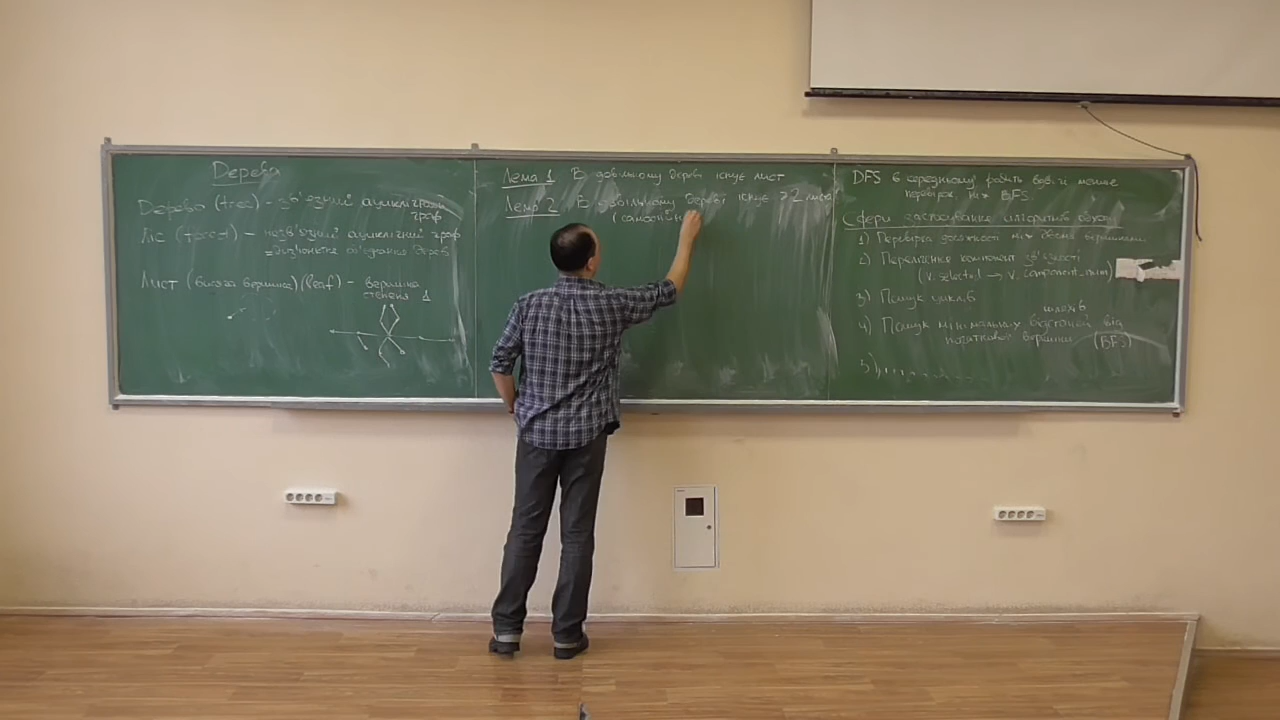 Дерева
Дерево (tree) - зв'язний ациклічний
граф
Ліс (forest) - незв'язний ациклічний граф
= диз'юнктне об'єднання дерев
Лист (висяча вершина) (leaf) - вершина
степеня 1
Лема 1 В довільному дереві існує лист
Лема 2 В довільному дереві існує ≥2 листа
(самостійн
DFS в середньому робить вдвічі менше
перевірок, ніж BFS.
Сфери застосування алгоритмів обходу
1) Перевірка досяжності між двома вершинами
2) Перелічення компонент зв'язності
(v.selected → v.component_num)
3) Пошук циклів
шляхів
4) Пошук мінімальних відстаней від
початкової вершини (BFS)
5)